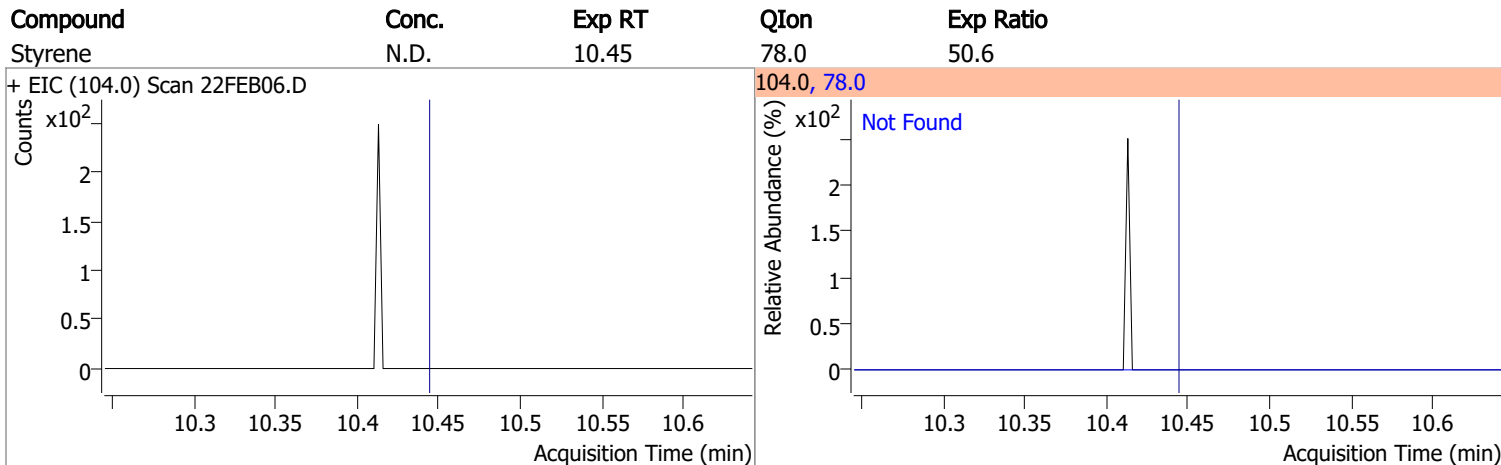 Compound Conc. Exp RT QIon Exp Ratio
Styrene N.D. 10.45 78.0 50.6
+ EIC (104.0) Scan 22FEB06.D
Counts
x10²
2
1.5
1
0.5
0
10.3 10.35 10.4 10.45 10.5 10.55 10.6
Acquisition Time (min)
104.0, 78.0
Relative Abundance (%)
x10²
Not Found
2
1.5
1
0.5
0
10.3 10.35 10.4 10.45 10.5 10.55 10.6
Acquisition Time (min)